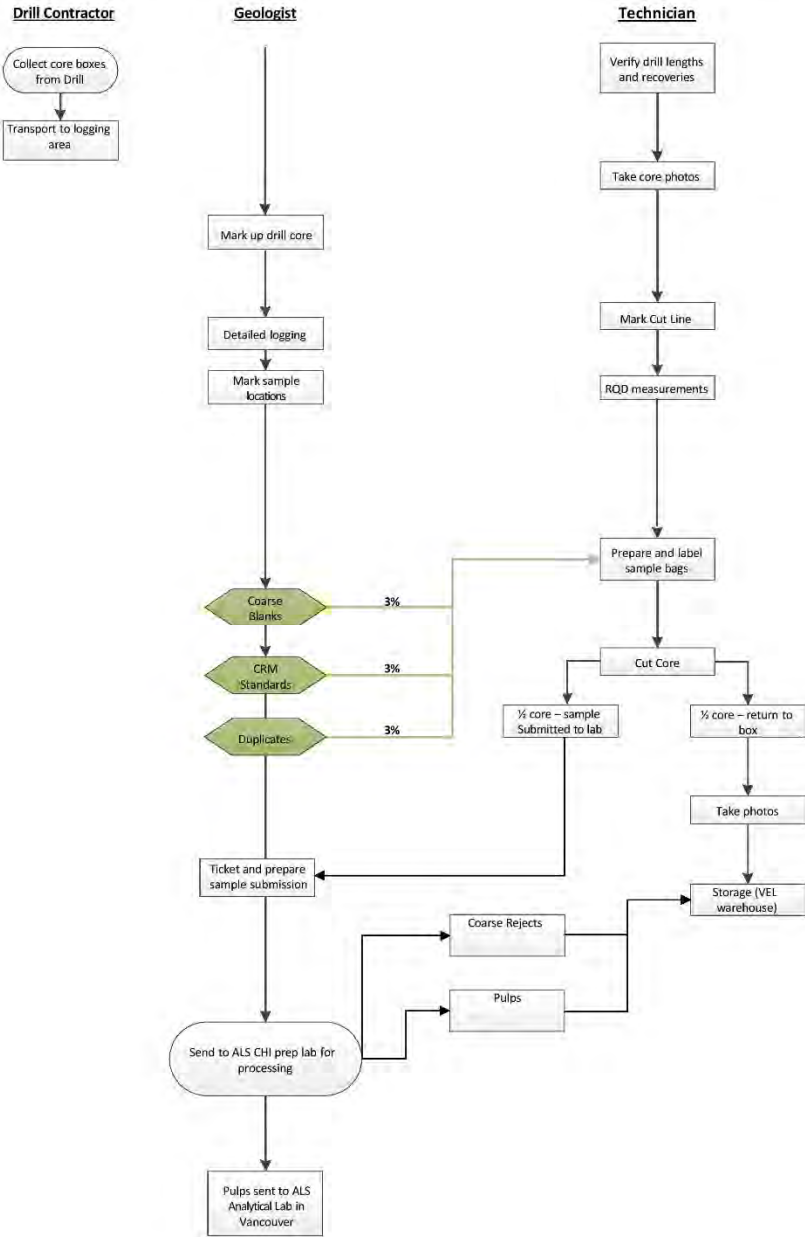 Drill Contractor
Geologist
Technician
Collect core boxes
from Drill
Transport to logging
area
Verify drill lengths
and recoveries
Take core photos
Mark up drill core
Detailed logging
Mark Cut Line
Mark sample
locations
RQD measurements
Prepare and label
sample bags
Coarse
Blanks
3%
CRM
Standards
3%
Duplicates
3%
Cut Core
½ core – sample
Submitted to lab
½ core – return to
box
Take photos
Ticket and prepare
sample submission
Storage (VEL
warehouse)
Coarse Rejects
Pulps
Send to ALS CHI prep lab for
processing
Pulps sent to ALS
Analytical Lab in
Vancouver